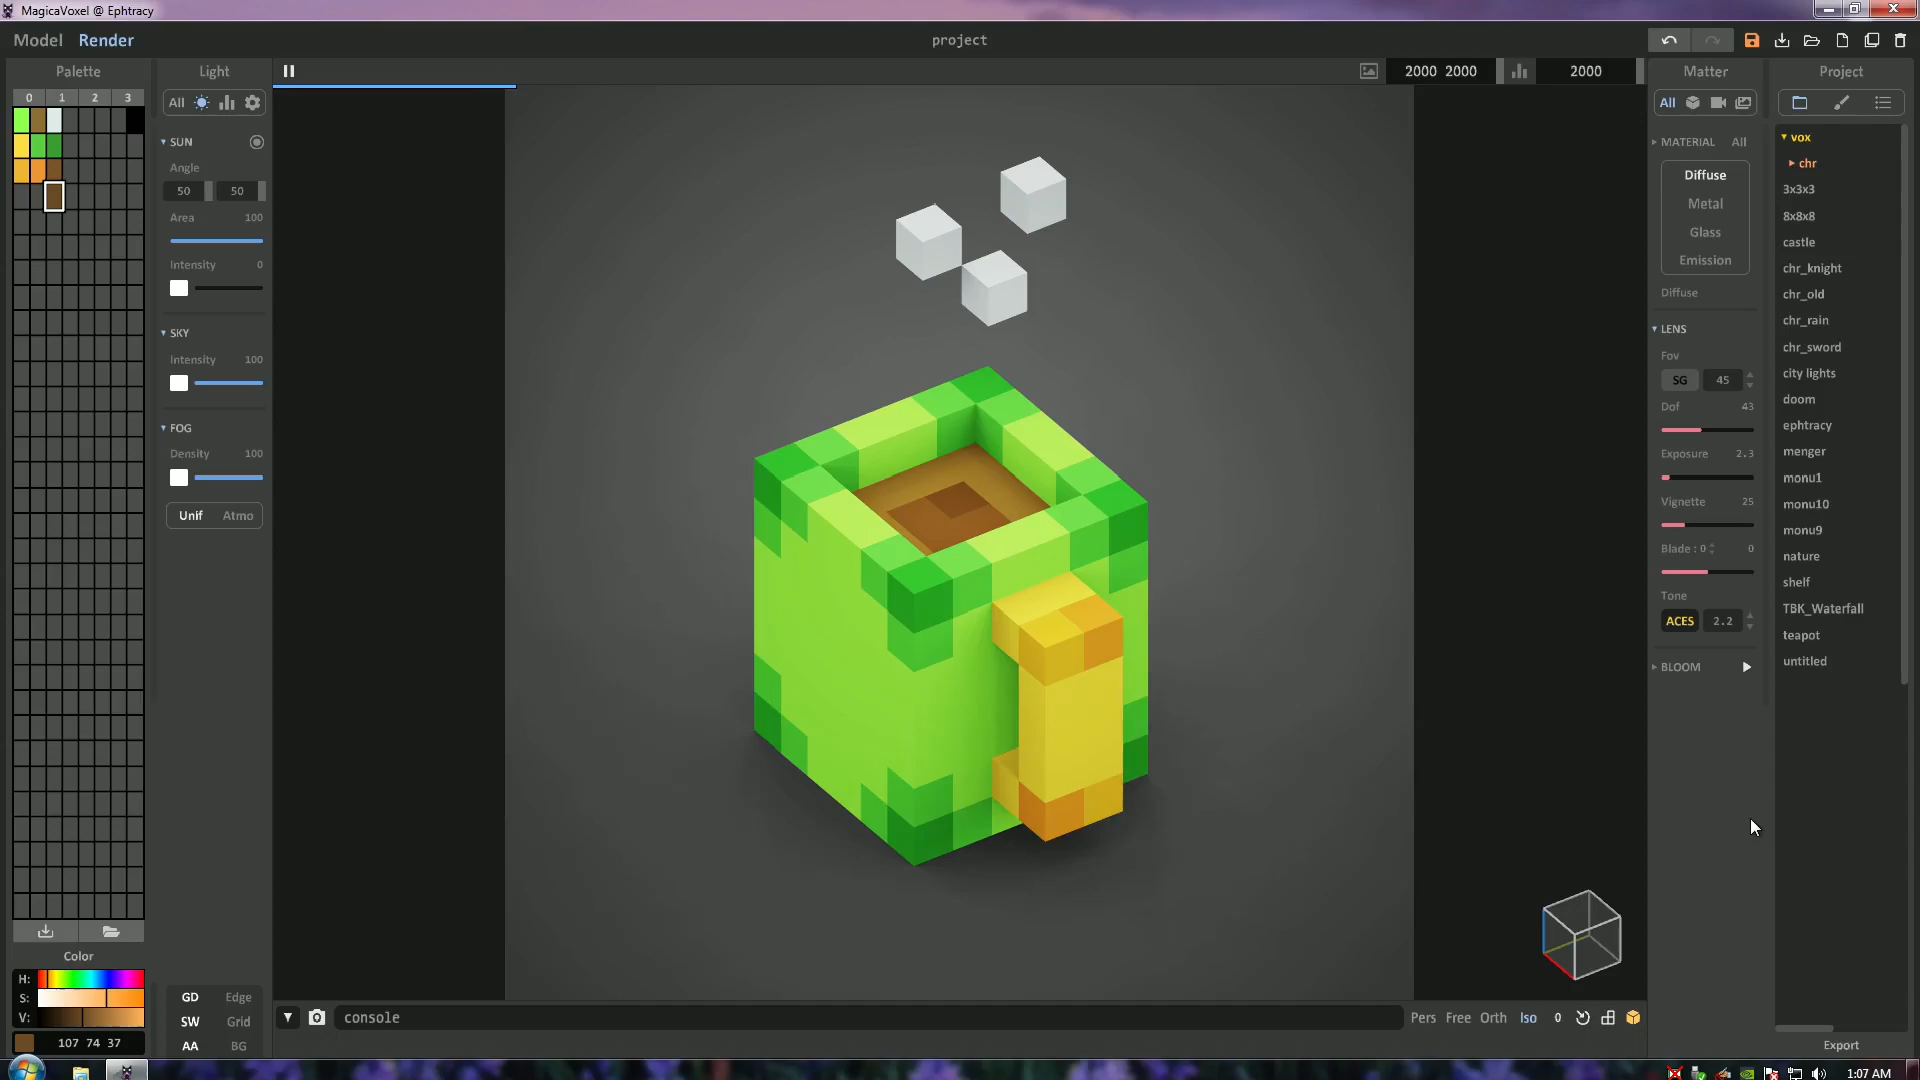 MagicaVoxel @ Ephtracy
Model Render
project
Palette
0 1 2 3
Color
H:
S:
V:
107 74 37
Light
All
SUN
Angle
50 50
Area 100
Intensity 0
SKY
Intensity 100
FOG
Density 100
Unif Atmo
GD Edge
SW Grid
AA BG
2000 2000
2000
console
Pers Free Orth Iso 0
Matter
All
MATERIAL All
Diffuse
Metal
Glass
Emission
Diffuse
LENS
Fov
SG 45
Dof 43
Exposure 2.3
Vignette 25
Blade : 0 0
Tone
ACES 2.2
BLOOM
Project
vox
chr
3x3x3
8x8x8
castle
chr_knight
chr_old
chr_rain
chr_sword
city lights
doom
ephtracy
menger
monu1
monu10
monu9
nature
shelf
TBK_Waterfall
teapot
untitled
Export
1:07 AM